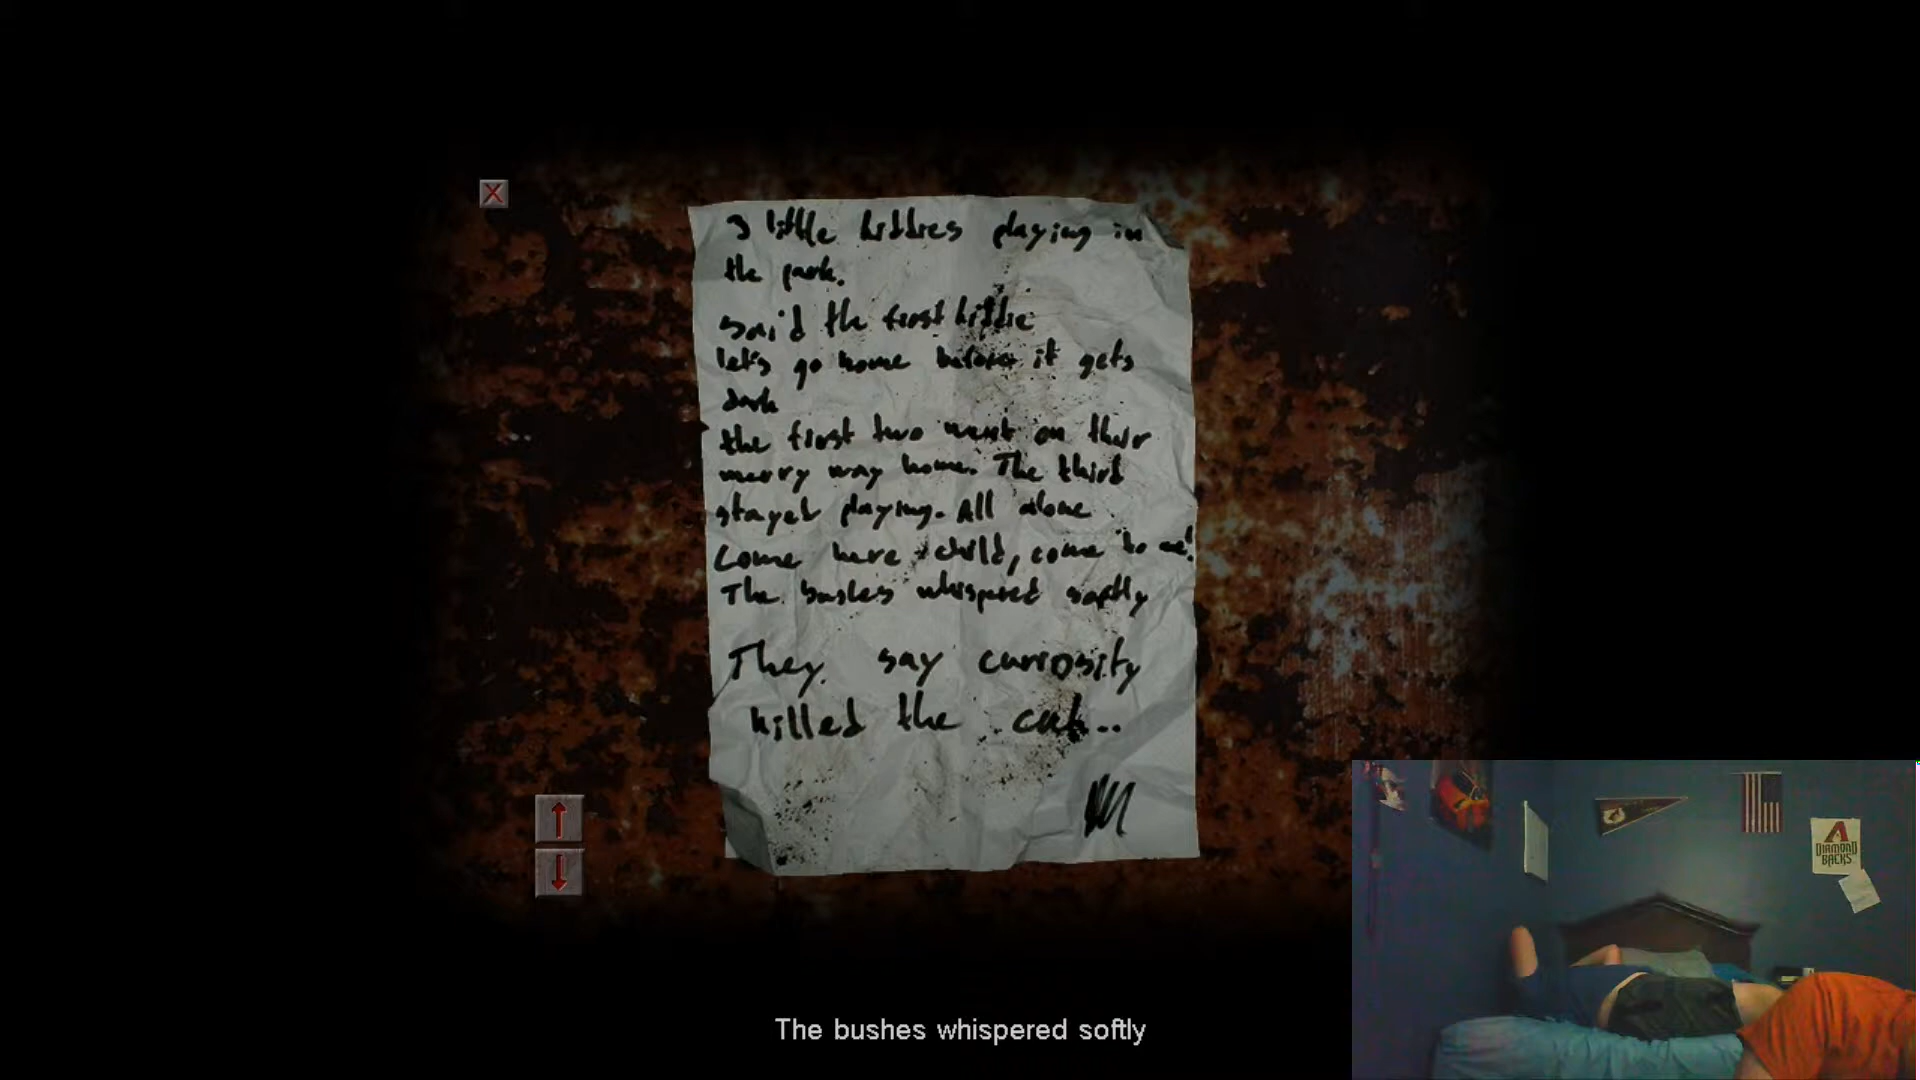 3 little kiddies playing in
the park.
said the first kiddie
let's go home before it gets
dark
the first two went on their
merry way home. The third
stayed playing. All alone
Come here child, come to me!
The bushes whispered softly
They say curiosity
killed the cat..
The bushes whispered softly
A
DIAMOND
BACKS